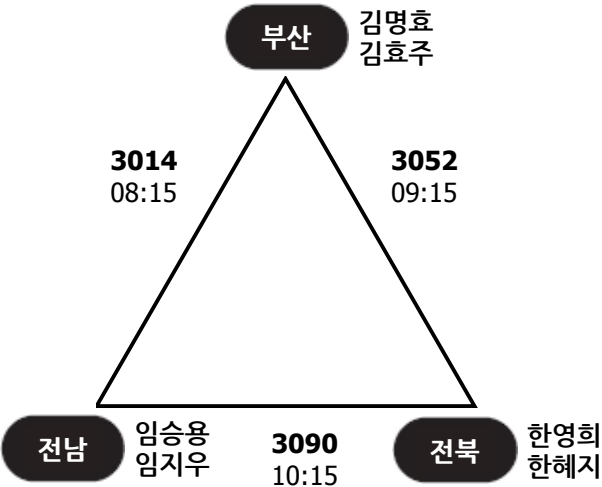 부산
김명효
김효주
3014
08:15
3052
09:15
전남
임승용
임지우
3090
10:15
전북
한영희
한혜지